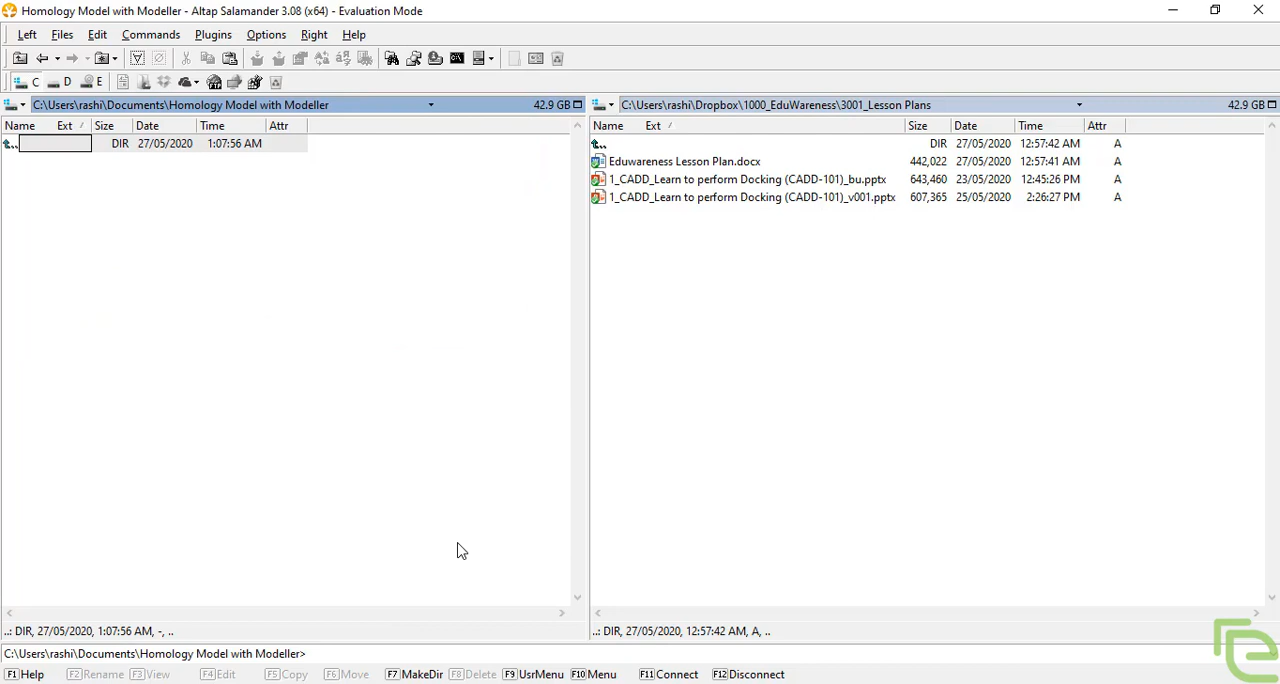 Homology Model with Modeller - Altap Salamander 3.08 (x64) - Evaluation Mode
Left Files Edit Commands Plugins Options Right Help
C D E
C:\Users\rashi\Documents\Homology Model with Modeller 42.9 GB
Name Ext Size Date Time Attr
.. DIR 27/05/2020 1:07:56 AM
..: DIR, 27/05/2020, 1:07:56 AM, -, ..
C:\Users\rashi\Dropbox\1000_EduWareness\3001_Lesson Plans 42.9 GB
Name Ext Size Date Time Attr
.. DIR 27/05/2020 12:57:42 AM A
Eduwareness Lesson Plan.docx 442,022 27/05/2020 12:57:41 AM A
1_CADD_Learn to perform Docking (CADD-101)_bu.pptx 643,460 23/05/2020 12:45:26 PM A
1_CADD_Learn to perform Docking (CADD-101)_v001.pptx 607,365 25/05/2020 2:26:27 PM A
..: DIR, 27/05/2020, 12:57:42 AM, A, ..
C:\Users\rashi\Documents\Homology Model with Modeller>
F1 Help F2 Rename F3 View F4 Edit F5 Copy F6 Move F7 MakeDir F8 Delete F9 UsrMenu F10 Menu F11 Connect F12 Disconnect